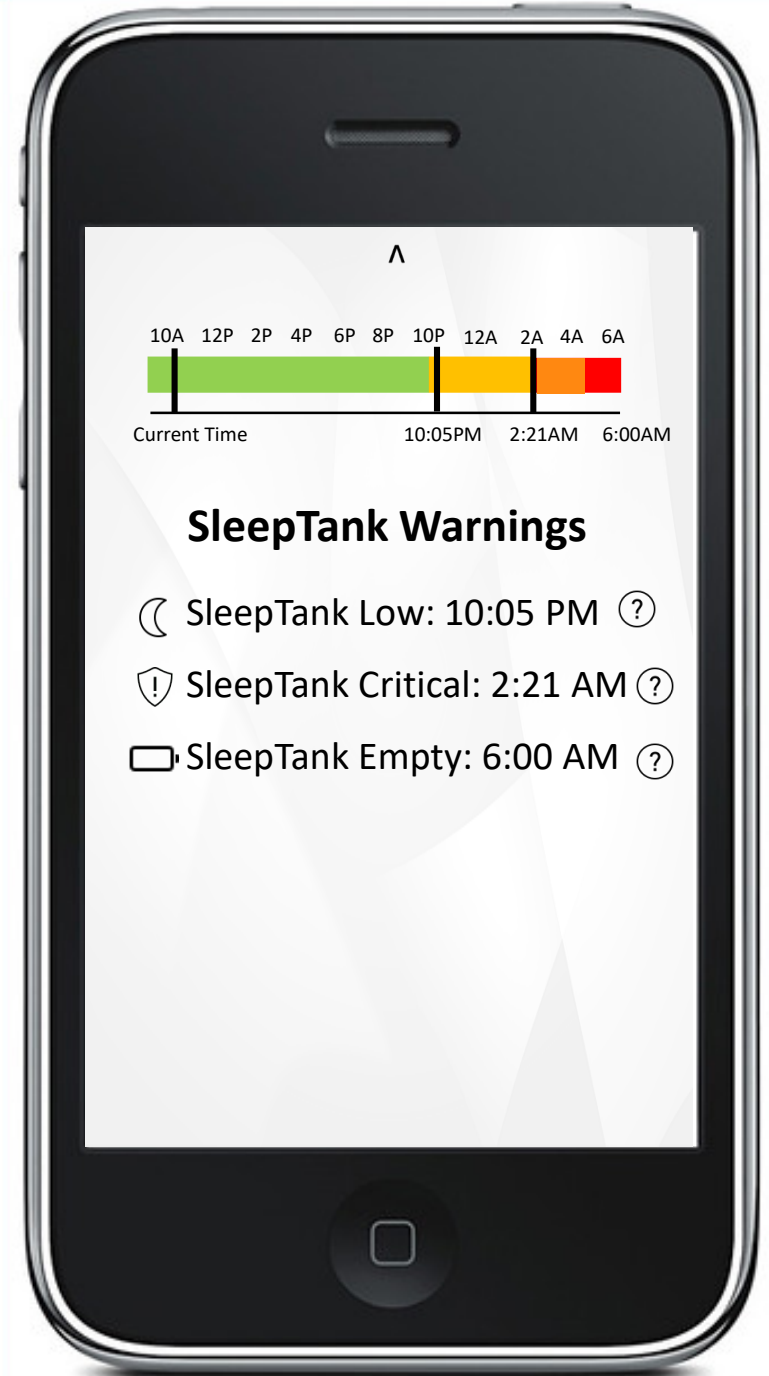 ^
10A 12P 2P 4P 6P 8P 10P 12A 2A 4A 6A
Current Time 10:05PM 2:21AM 6:00AM
SleepTank Warnings
SleepTank Low: 10:05 PM ?
! SleepTank Critical: 2:21 AM ?
SleepTank Empty: 6:00 AM ?